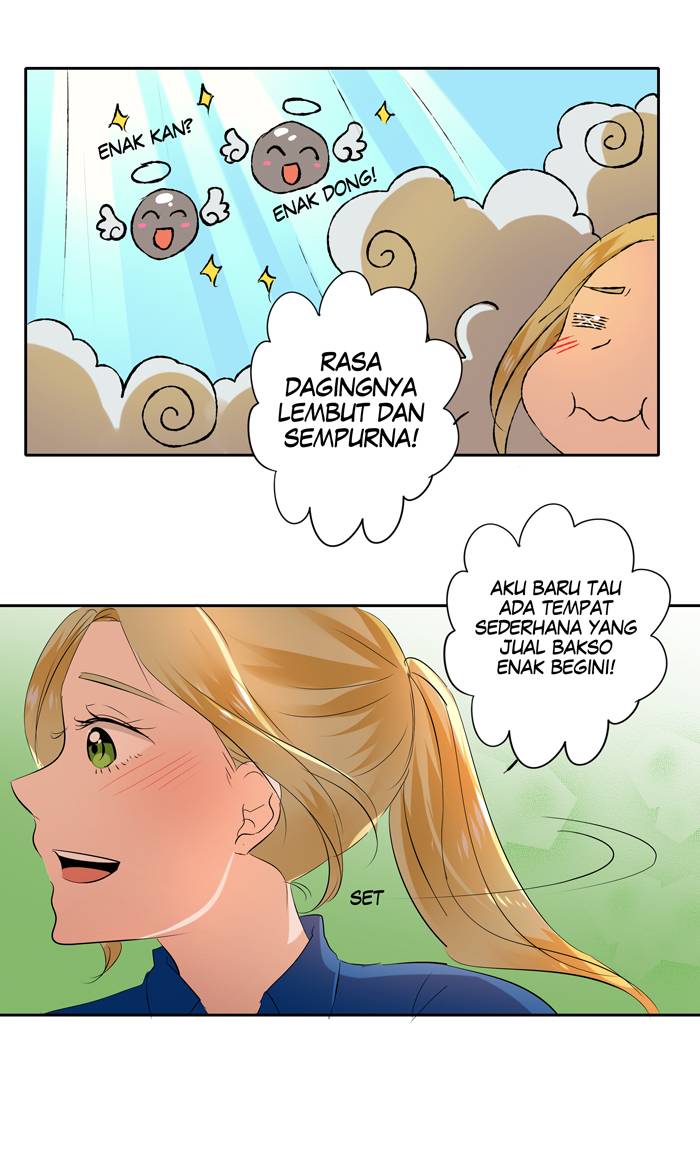 ENAK KAN?
ENAK DONG!
RASA
DAGINGNYA
LEMBUT DAN
SEMPURNA!
AKU BARU TAU
ADA TEMPAT
SEDERHANA YANG
JUAL BAKSO
ENAK BEGINI!
SET